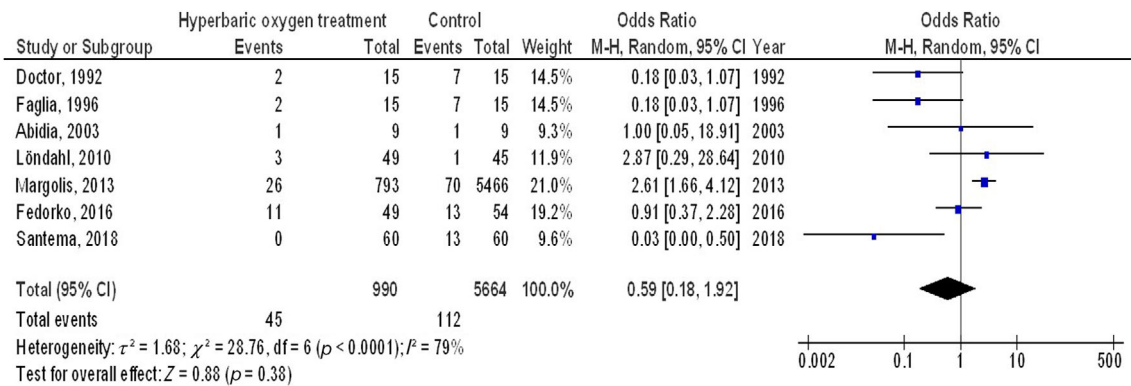 Hyperbaric oxygen treatment Control Odds Ratio Odds Ratio
Study or Subgroup Events Total Events Total Weight M-H, Random, 95% CI Year M-H, Random, 95% CI
Doctor, 1992 2 15 7 15 14.5% 0.18 [0.03, 1.07] 1992
Faglia, 1996 2 15 7 15 14.5% 0.18 [0.03, 1.07] 1996
Abidia, 2003 1 9 1 9 9.3% 1.00 [0.05, 18.91] 2003
Löndahl, 2010 3 49 1 45 11.9% 2.87 [0.29, 28.64] 2010
Margolis, 2013 26 793 70 5466 21.0% 2.61 [1.66, 4.12] 2013
Fedorko, 2016 11 49 13 54 19.2% 0.91 [0.37, 2.28] 2016
Santema, 2018 0 60 13 60 9.6% 0.03 [0.00, 0.50] 2018
Total (95% CI) 990 5664 100.0% 0.59 [0.18, 1.92]
Total events 45 112
Heterogeneity: τ² = 1.68; χ² = 28.76, df = 6 (p < 0.0001); I² = 79%
Test for overall effect: Z = 0.88 (p = 0.38)
0.002 0.1 1 10 500